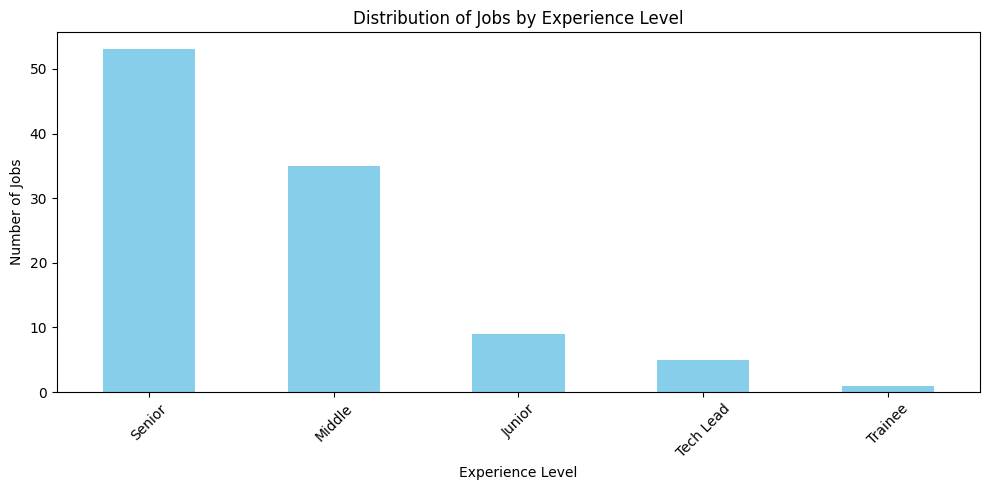 Distribution of Jobs by Experience Level
Number of Jobs
50
40
30
20
10
0
Senior
Middle
Junior
Tech Lead
Trainee
Experience Level